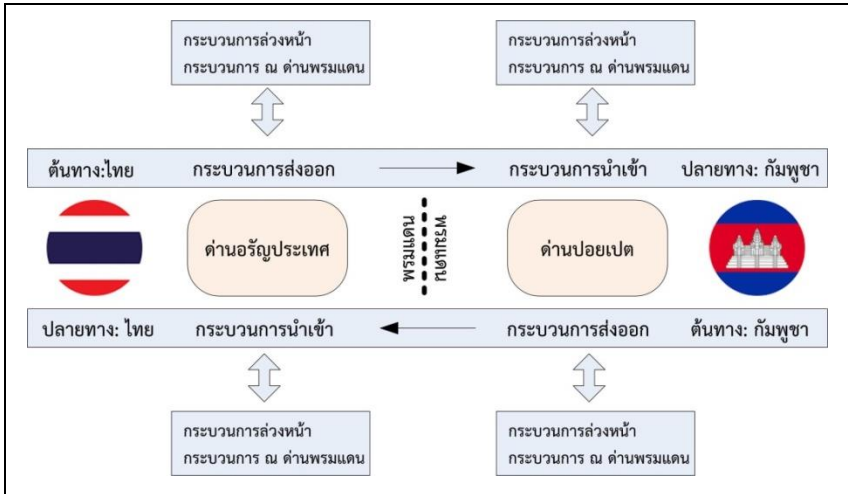 กระบวนการล่วงหน้า
กระบวนการ ณ ด่านพรมแดน
กระบวนการล่วงหน้า
กระบวนการ ณ ด่านพรมแดน
ต้นทาง:ไทย กระบวนการส่งออก กระบวนการนำเข้า ปลายทาง: กัมพูชา
ด่านอรัญประเทศ
พรมแดน
พรมแดน
ด่านปอยเปต
ปลายทาง: ไทย กระบวนการนำเข้า กระบวนการส่งออก ต้นทาง: กัมพูชา
กระบวนการล่วงหน้า
กระบวนการ ณ ด่านพรมแดน
กระบวนการล่วงหน้า
กระบวนการ ณ ด่านพรมแดน